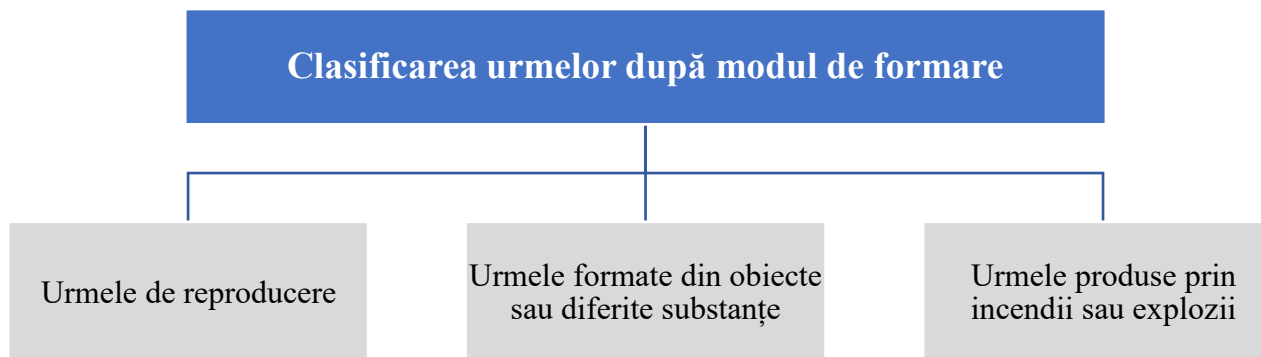 Clasificarea urmelor după modul de formare
Urmele de reproducere
Urmele formate din obiecte
sau diferite substanțe
Urmele produse prin
incendii sau explozii